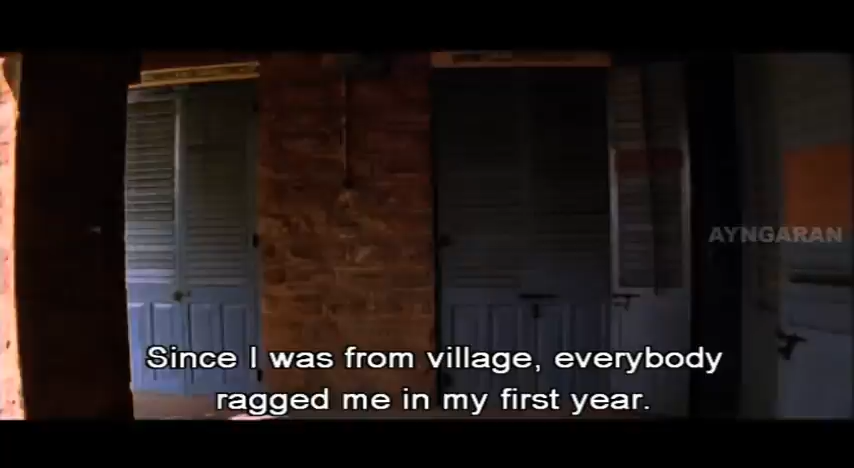 AYNGARAN
Since I was from village, everybody
ragged me in my first year.